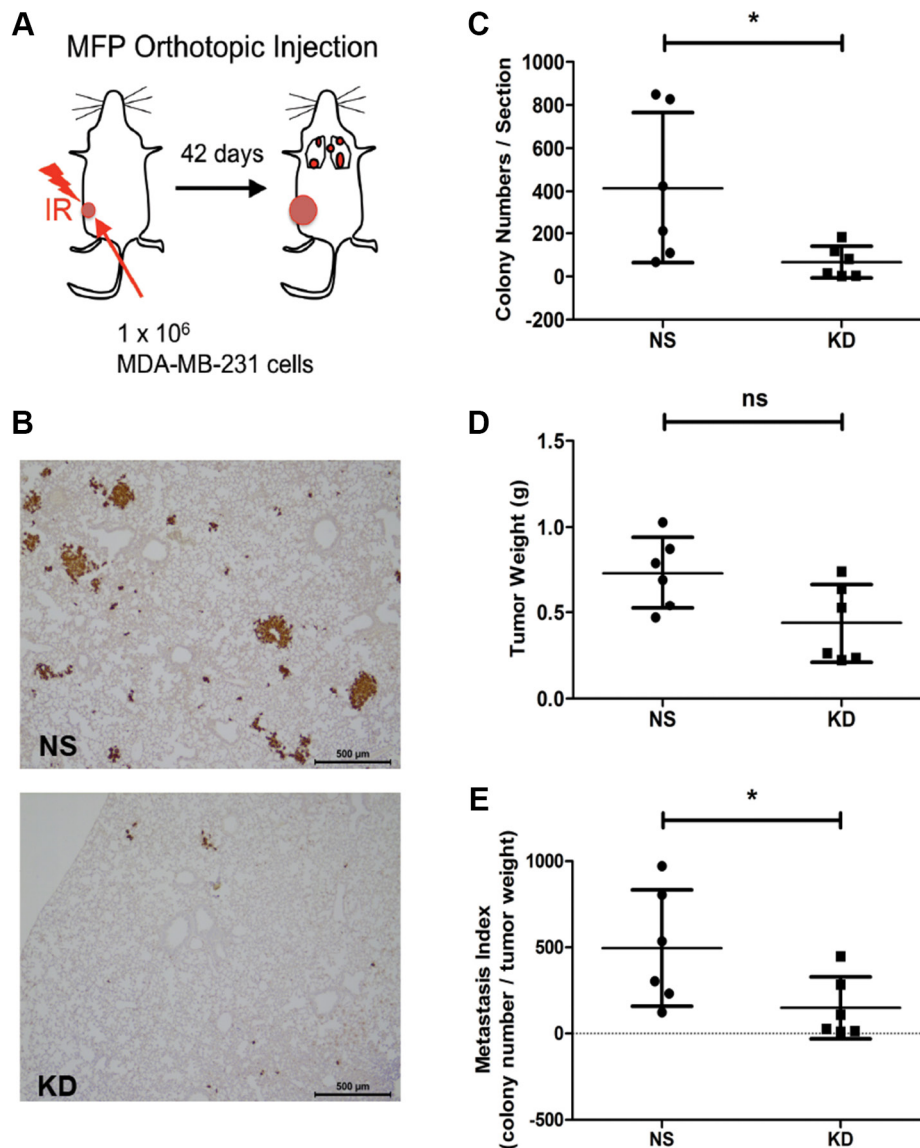 A
MFP Orthotopic Injection
42 days
IR
1 x 10⁶
MDA-MB-231 cells
B
NS
500 µm
KD
500 µm
C
*
Colony Numbers / Section
1000
800
600
400
200
0
-200
NS KD
D
ns
Tumor Weight (g)
1.5
1.0
0.5
0.0
NS KD
E
*
Metastasis Index
(colony number / tumor weight)
1000
500
0
-500
NS KD